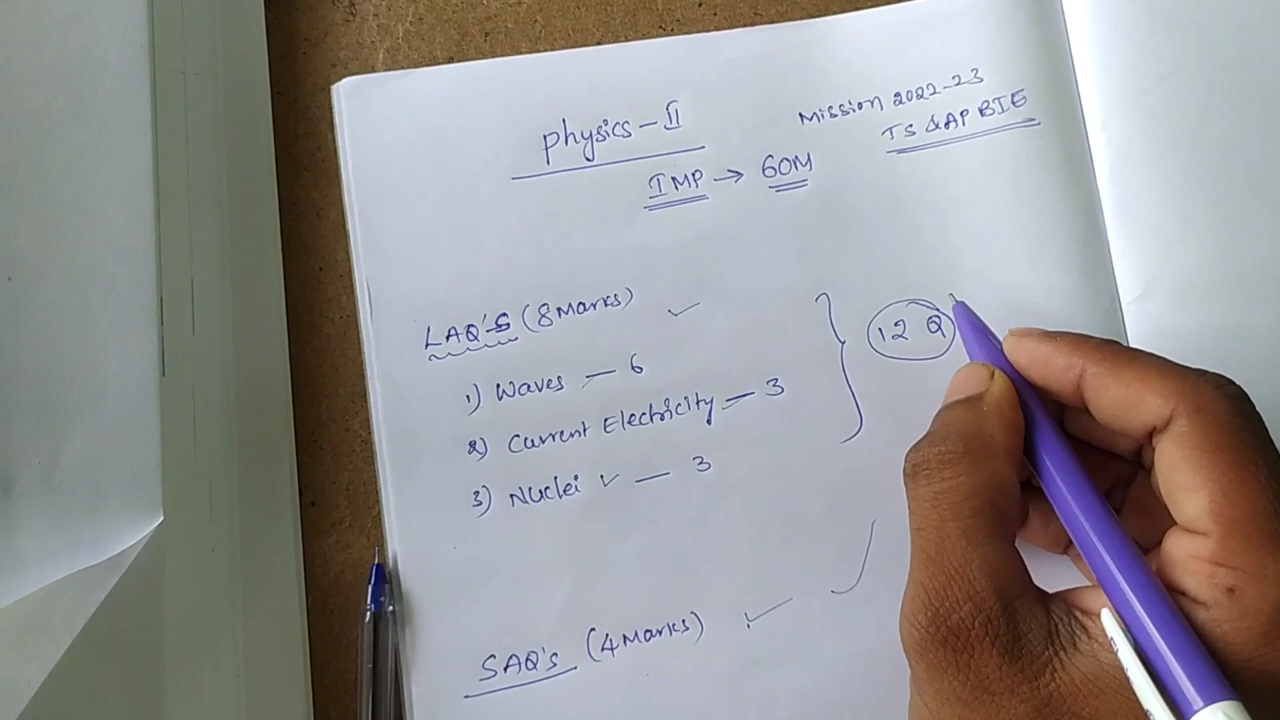 Physics-II
Mission 2022-23
TS & AP BIE
IMP → 60M
LAQ'S (8 Marks) ✓
1) Waves — 6
2) Current Electricity — 3
3) Nuclei ✓ — 3
12 Q
SAQ's (4 Marks) ✓